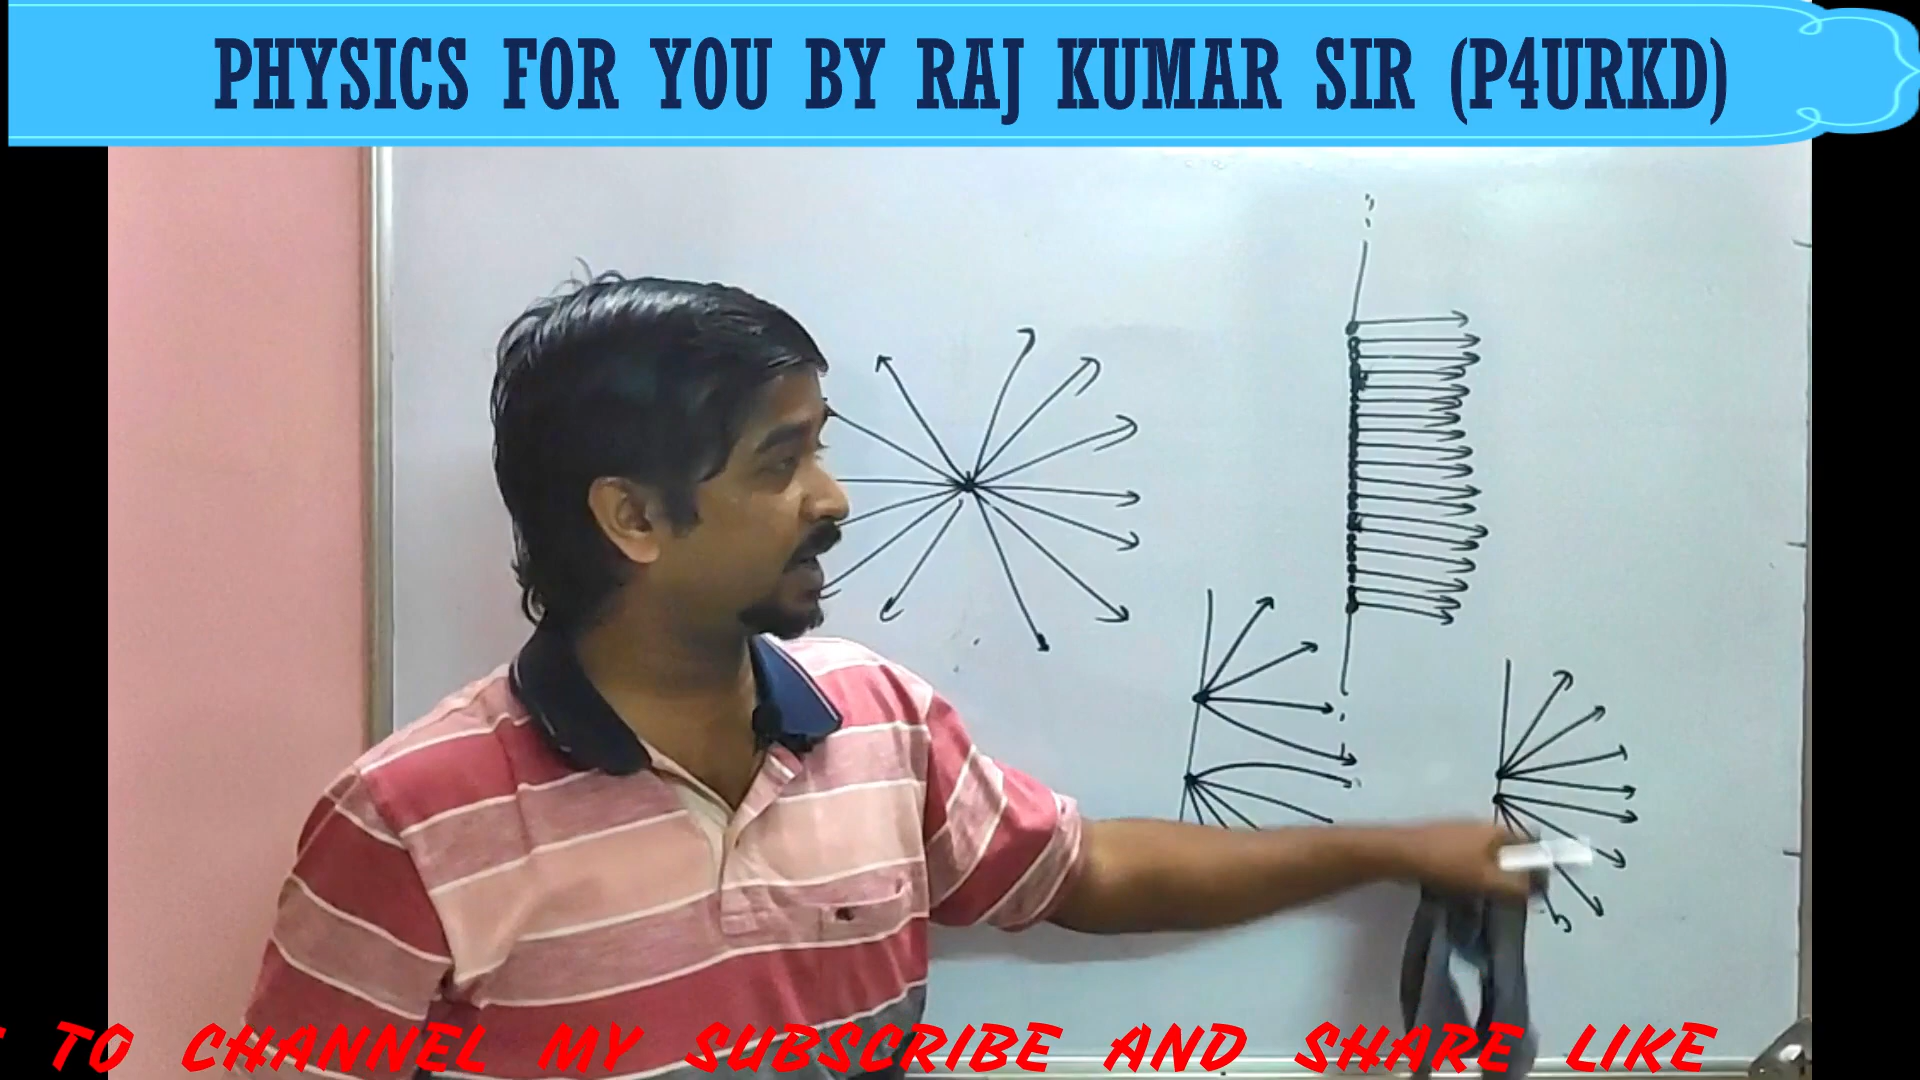 PHYSICS FOR YOU BY RAJ KUMAR SIR (P4URKD)
TO CHANNEL MY SUBSCRIBE AND SHARE LIKE